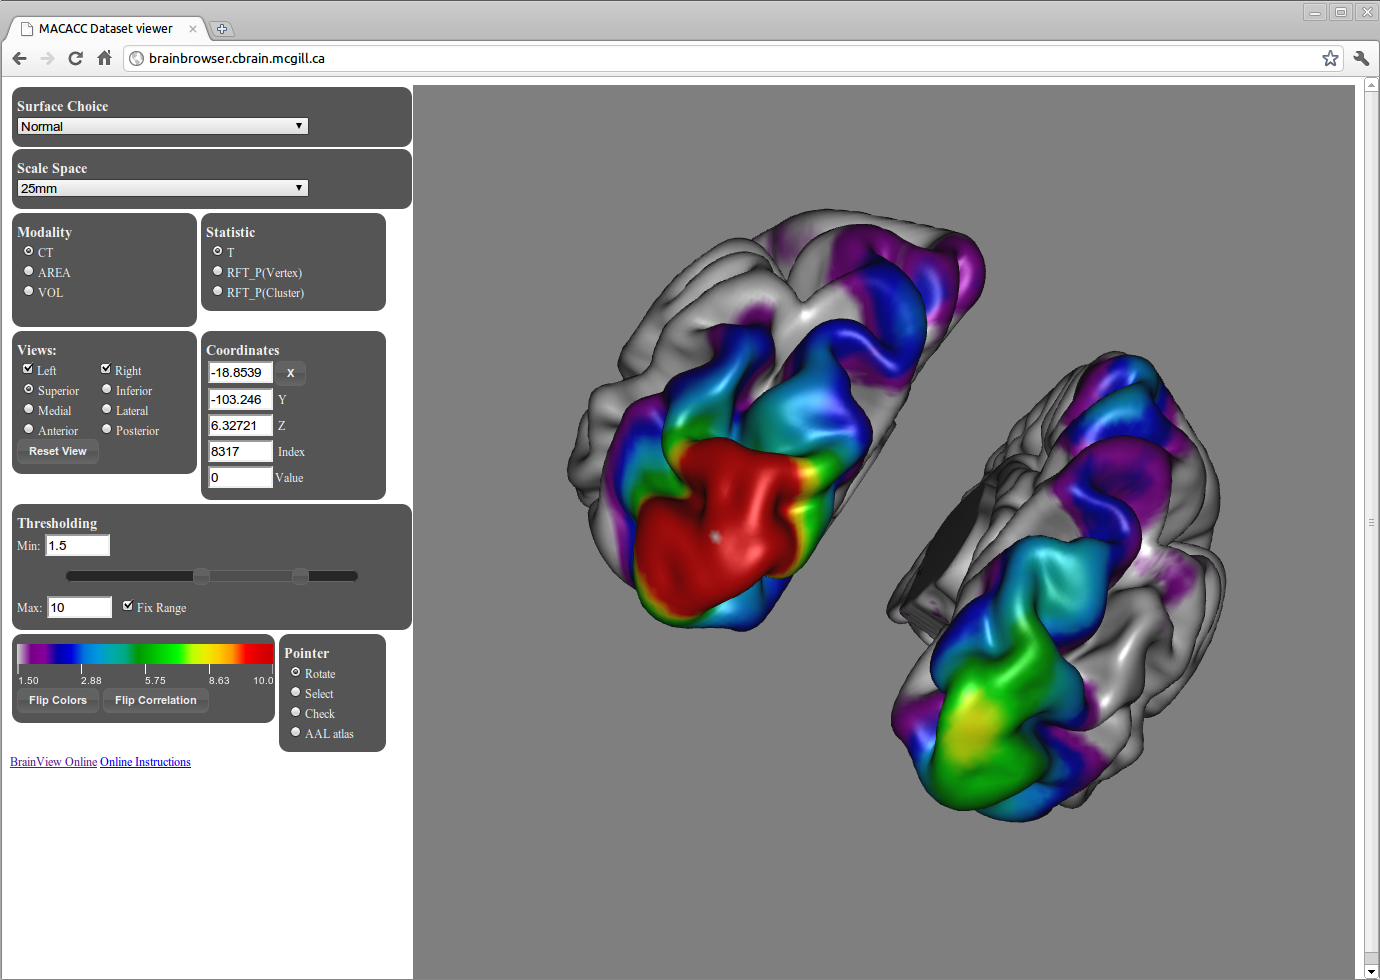 MACACC Dataset viewer
brainbrowser.cbrain.mcgill.ca
Surface Choice
Normal
Scale Space
25mm
Modality
CT
AREA
VOL
Statistic
T
RFT_P(Vertex)
RFT_P(Cluster)
Views:
Left Right
Superior Inferior
Medial Lateral
Anterior Posterior
Reset View
Coordinates
-18.8539 X
-103.246 Y
6.32721 Z
8317 Index
0 Value
Thresholding
Min: 1.5
Max: 10 Fix Range
1.50 2.88 5.75 8.63 10.0
Flip Colors Flip Correlation
Pointer
Rotate
Select
Check
AAL atlas
BrainView Online Online Instructions